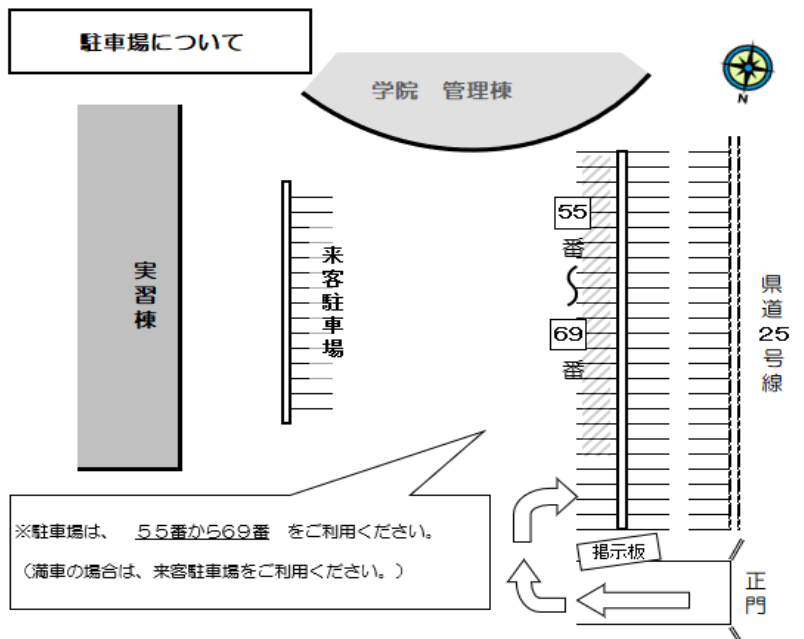 駐車場について
学院　管理棟
N
実習棟
来客駐車場
55
番
～
69
番
県道25号線
※駐車場は、　５５番から６９番　をご利用ください。
（満車の場合は、来客駐車場をご利用ください。）
掲示板
正門